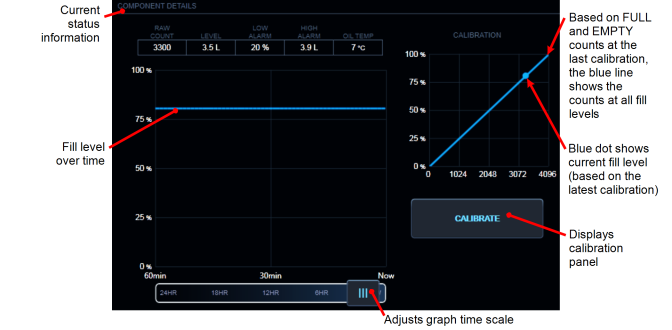 COMPONENT DETAILS
Current
status
information
RAW
COUNT
LEVEL
LOW
ALARM
HIGH
ALARM
OIL TEMP
3300
3.5 L
20 %
3.9 L
7 °C
CALIBRATION
100 %
75 %
50 %
25 %
0 %
60min
30min
Now
24HR
18HR
12HR
6HR
Fill level
over time
100 %
75 %
50 %
25 %
0 %
0
1024
2048
3072
4096
CALIBRATE
Based on FULL
and EMPTY
counts at the
last calibration,
the blue line
shows the
counts at all fill
levels
Blue dot shows
current fill level
(based on the
latest calibration)
Displays
calibration
panel
Adjusts graph time scale